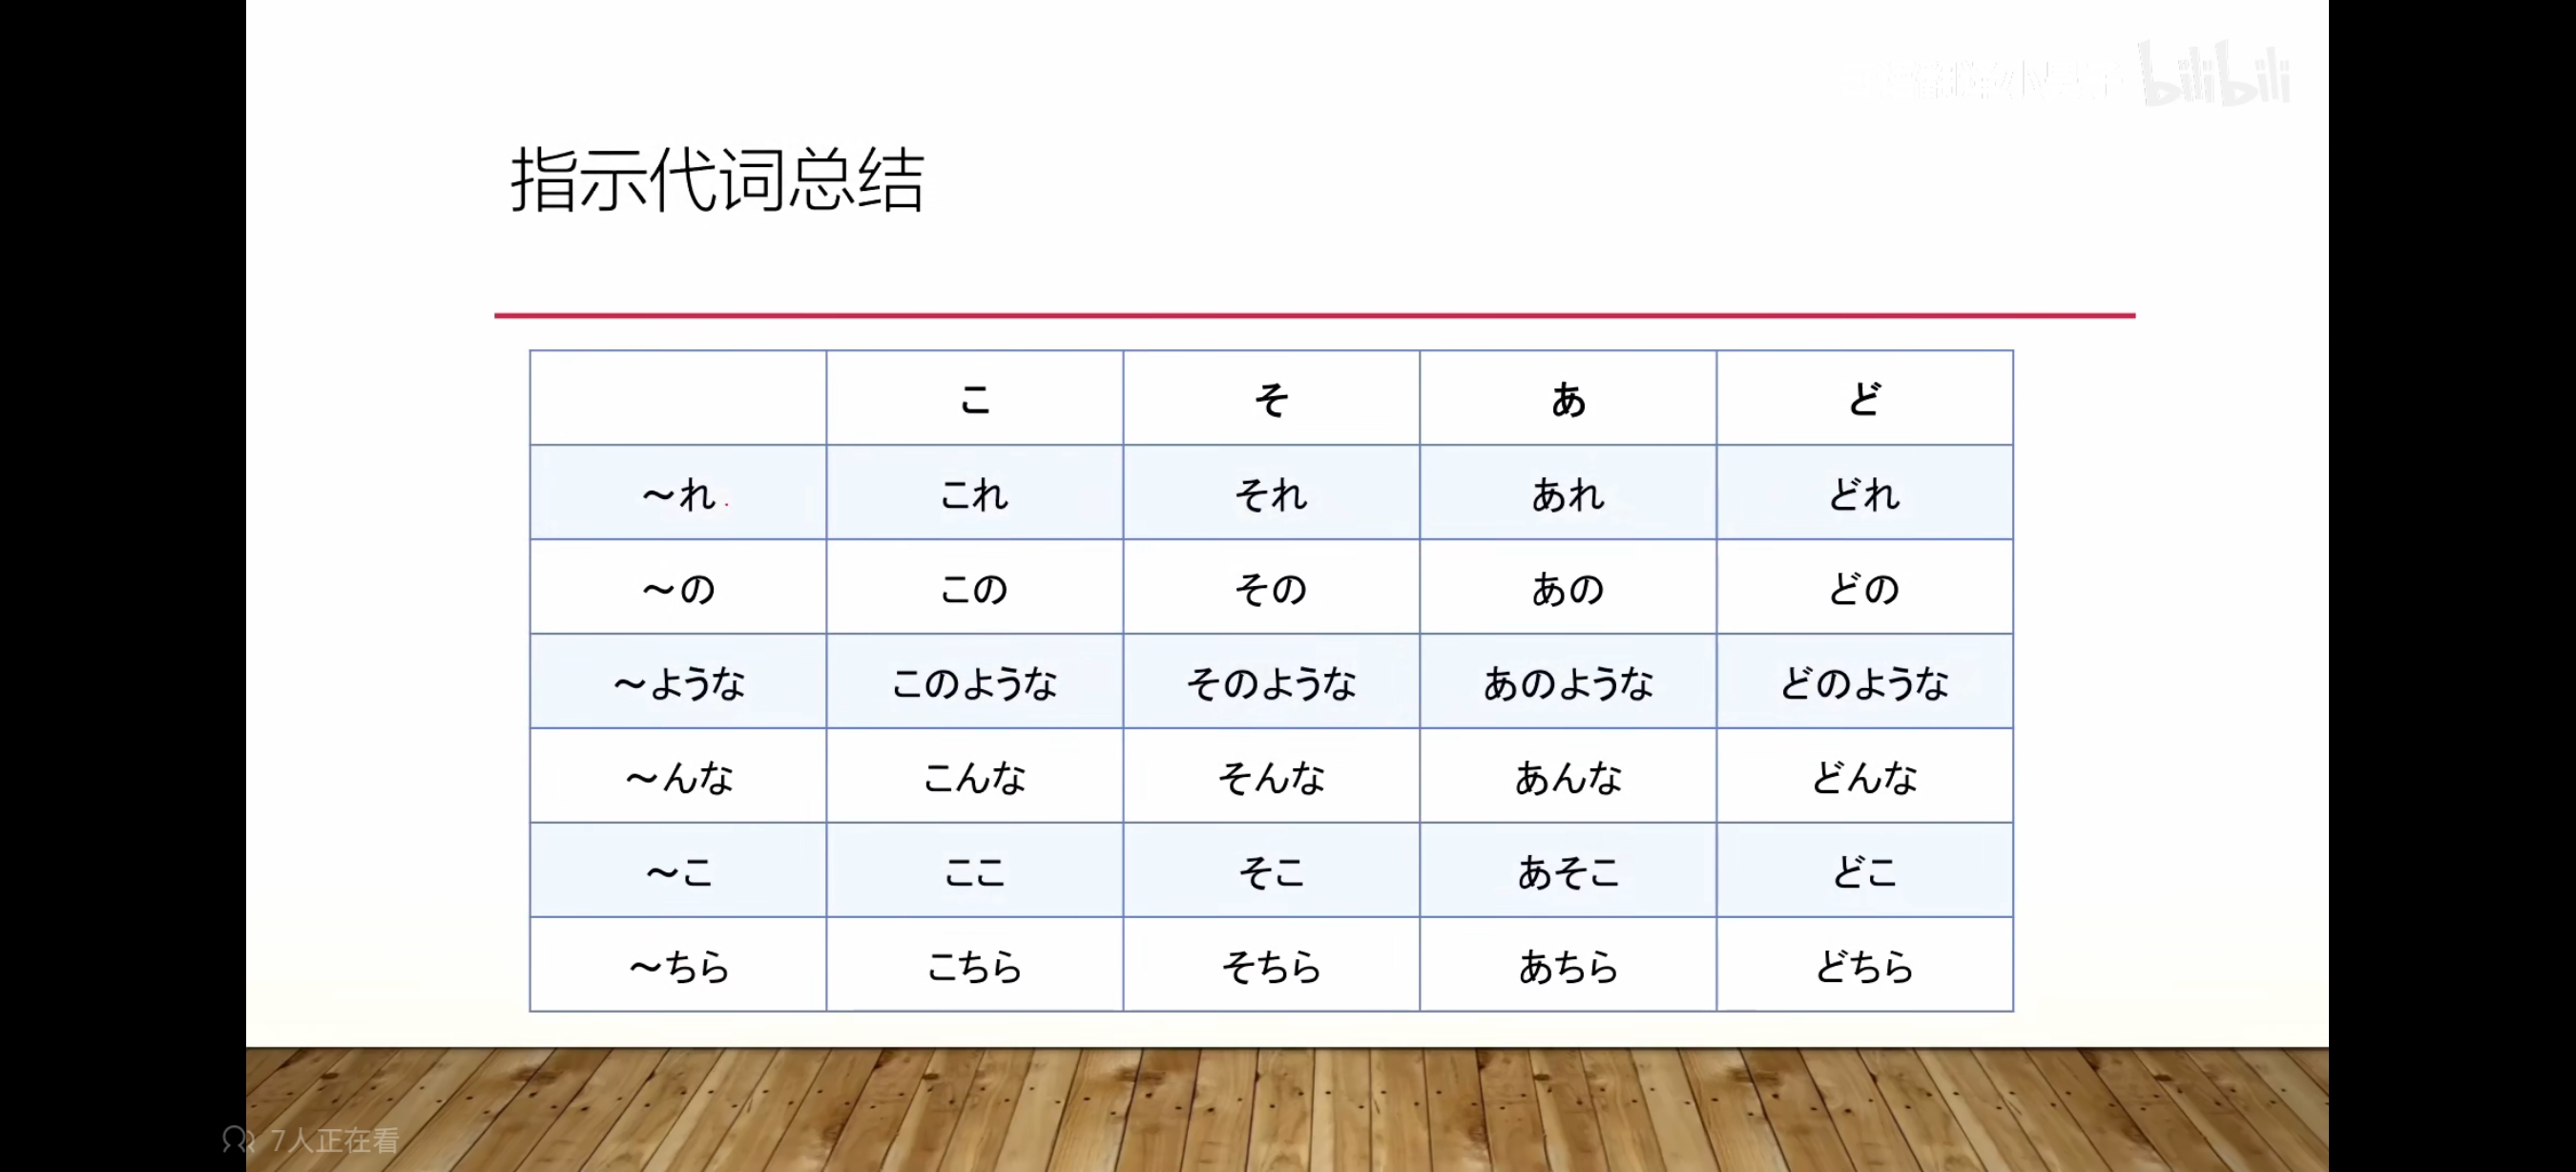 bilibili
指示代词总结
こ そ あ ど
～れ これ それ あれ どれ
～の この その あの どの
～ような このような そのような あのような どのような
～んな こんな そんな あんな どんな
～こ ここ そこ あそこ どこ
～ちら こちら そちら あちら どちら
7人正在看